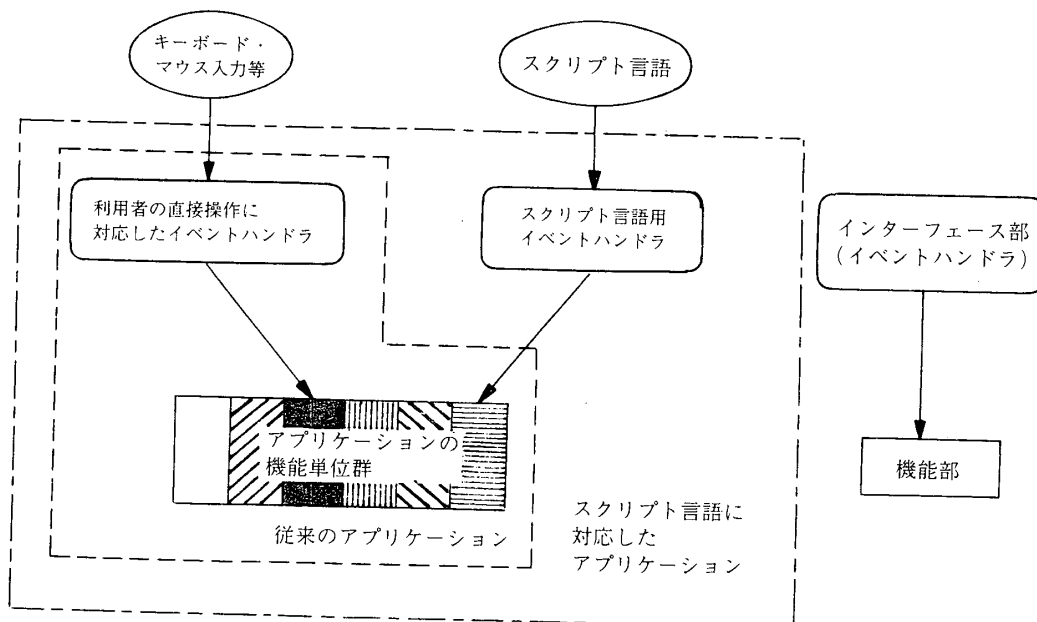 キーボード・
マウス入力等
スクリプト言語
利用者の直接操作に
対応したイベントハンドラ
スクリプト言語用
イベントハンドラ
インターフェース部
(イベントハンドラ)
アプリケーションの
機能単位群
機能部
従来のアプリケーション
スクリプト言語に
対応した
アプリケーション